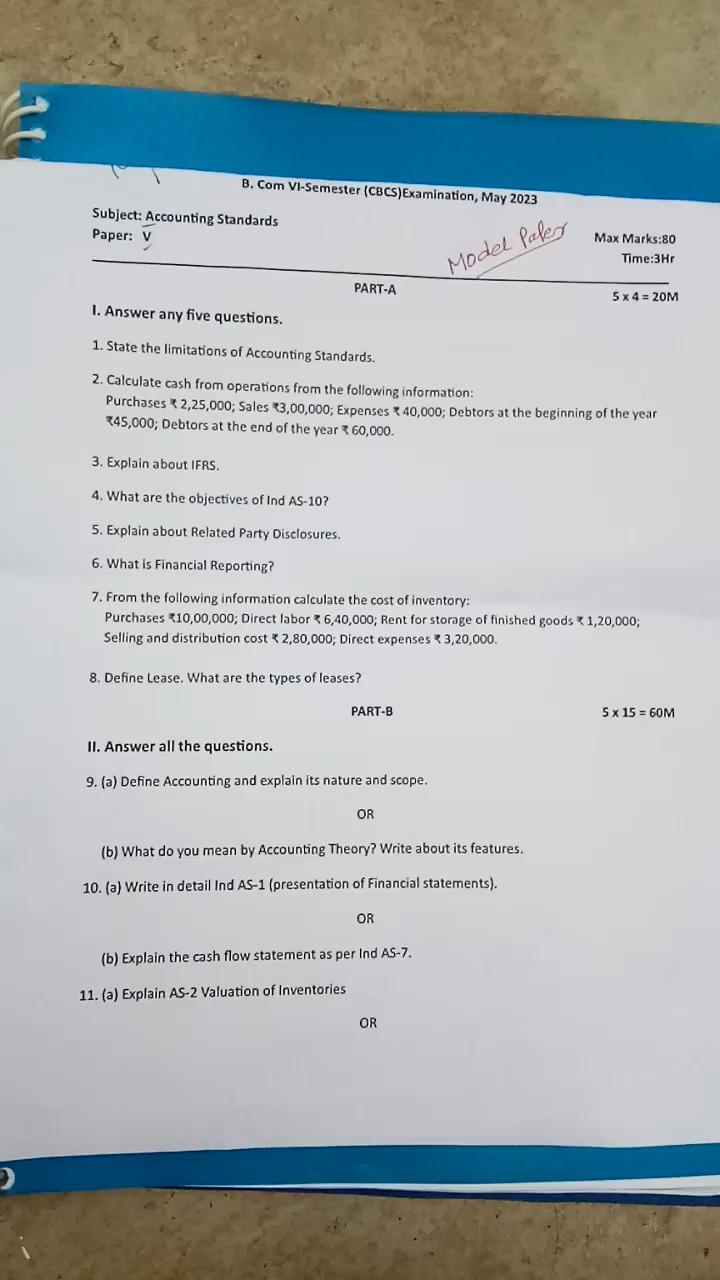 B. Com VI-Semester (CBCS)Examination, May 2023
Subject: Accounting Standards
Paper: V
Model Paper
Max Marks:80
Time:3Hr
PART-A
5 x 4 = 20M
I. Answer any five questions.
1. State the limitations of Accounting Standards.
2. Calculate cash from operations from the following information:
Purchases ₹ 2,25,000; Sales ₹3,00,000; Expenses ₹ 40,000; Debtors at the beginning of the year
₹45,000; Debtors at the end of the year ₹ 60,000.
3. Explain about IFRS.
4. What are the objectives of Ind AS-10?
5. Explain about Related Party Disclosures.
6. What is Financial Reporting?
7. From the following information calculate the cost of inventory:
Purchases ₹10,00,000; Direct labor ₹ 6,40,000; Rent for storage of finished goods ₹ 1,20,000;
Selling and distribution cost ₹ 2,80,000; Direct expenses ₹ 3,20,000.
8. Define Lease. What are the types of leases?
PART-B
5 x 15 = 60M
II. Answer all the questions.
9. (a) Define Accounting and explain its nature and scope.
OR
(b) What do you mean by Accounting Theory? Write about its features.
10. (a) Write in detail Ind AS-1 (presentation of Financial statements).
OR
(b) Explain the cash flow statement as per Ind AS-7.
11. (a) Explain AS-2 Valuation of Inventories
OR